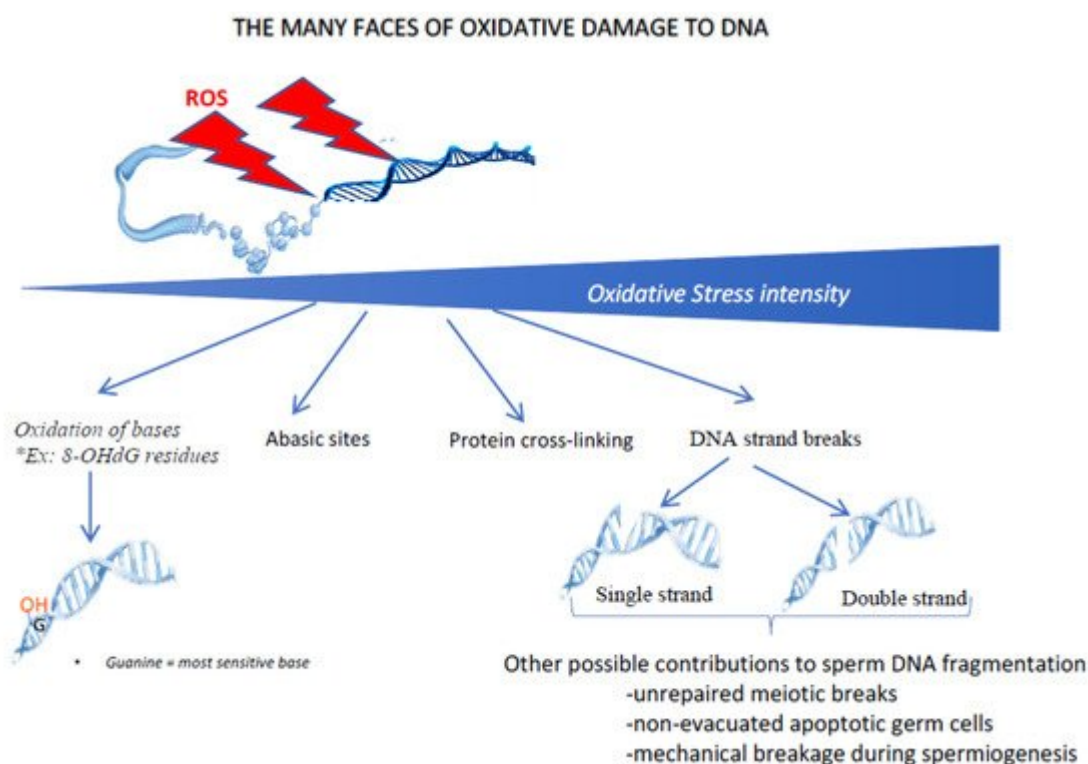 THE MANY FACES OF OXIDATIVE DAMAGE TO DNA
ROS
Oxidative Stress intensity
Oxidation of bases
*Ex: 8-OHdG residues
Abasic sites
Protein cross-linking
DNA strand breaks
OH
G
• Guanine = most sensitive base
Single strand
Double strand
Other possible contributions to sperm DNA fragmentation
-unrepaired meiotic breaks
-non-evacuated apoptotic germ cells
-mechanical breakage during spermiogenesis